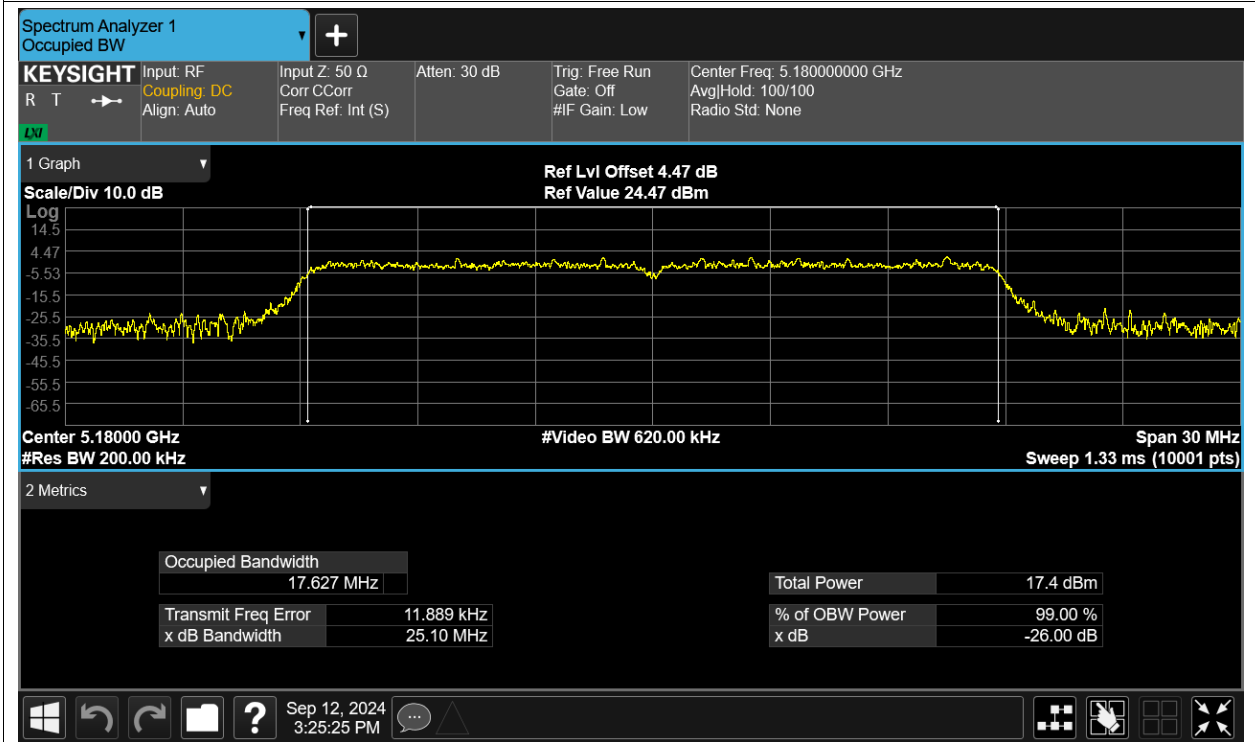 Spectrum Analyzer 1
Occupied BW
KEYSIGHT
R T
LXI
Input: RF
Coupling: DC
Align: Auto
Input Z: 50 Ω
Corr CCorr
Freq Ref: Int (S)
Atten: 30 dB
Trig: Free Run
Gate: Off
#IF Gain: Low
Center Freq: 5.180000000 GHz
Avg|Hold: 100/100
Radio Std: None
1 Graph
Scale/Div 10.0 dB
Ref Lvl Offset 4.47 dB
Ref Value 24.47 dBm
Log
14.5
4.47
-5.53
-15.5
-25.5
-35.5
-45.5
-55.5
-65.5
Center 5.18000 GHz
#Res BW 200.00 kHz
#Video BW 620.00 kHz
Span 30 MHz
Sweep 1.33 ms (10001 pts)
2 Metrics
Occupied Bandwidth
17.627 MHz
Transmit Freq Error 11.889 kHz
x dB Bandwidth 25.10 MHz
Total Power 17.4 dBm
% of OBW Power 99.00 %
x dB -26.00 dB
?
Sep 12, 2024
3:25:25 PM